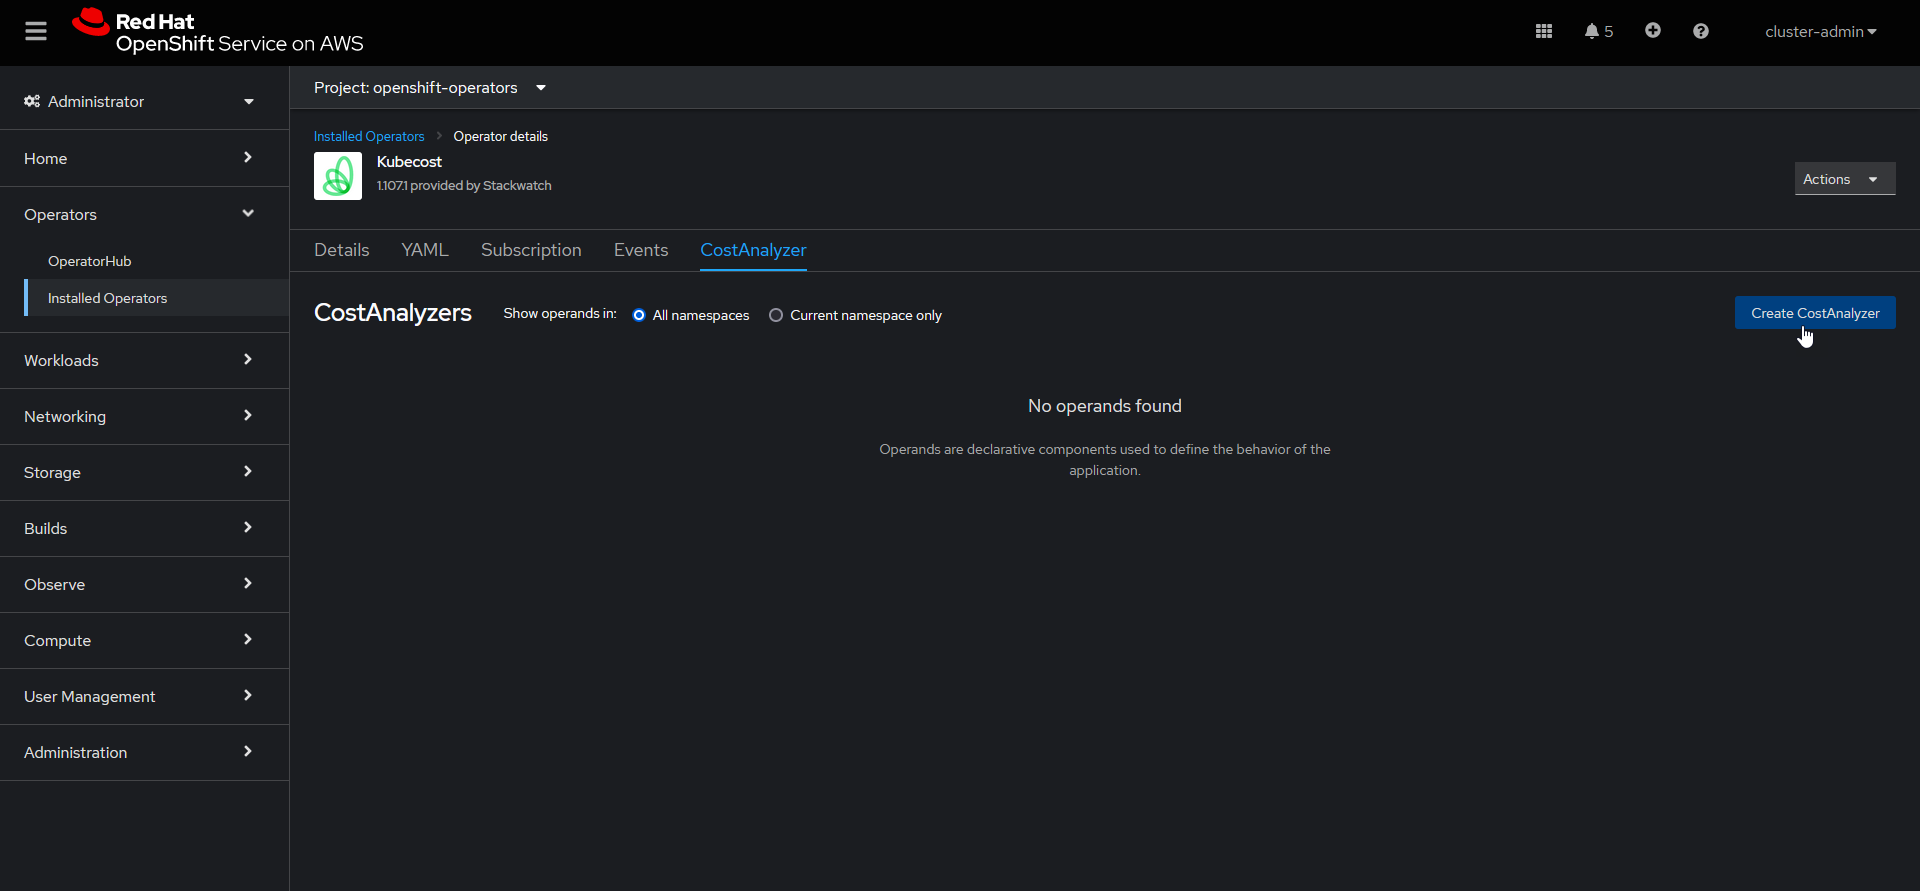 Red Hat
OpenShift Service on AWS
5
cluster-admin
Administrator
Home
Operators
OperatorHub
Installed Operators
Workloads
Networking
Storage
Builds
Observe
Compute
User Management
Administration
Project: openshift-operators
Installed Operators
Operator details
Kubecost
1.107.1 provided by Stackwatch
Actions
Details
YAML
Subscription
Events
CostAnalyzer
CostAnalyzers
Show operands in:
All namespaces
Current namespace only
Create CostAnalyzer
No operands found
Operands are declarative components used to define the behavior of the
application.